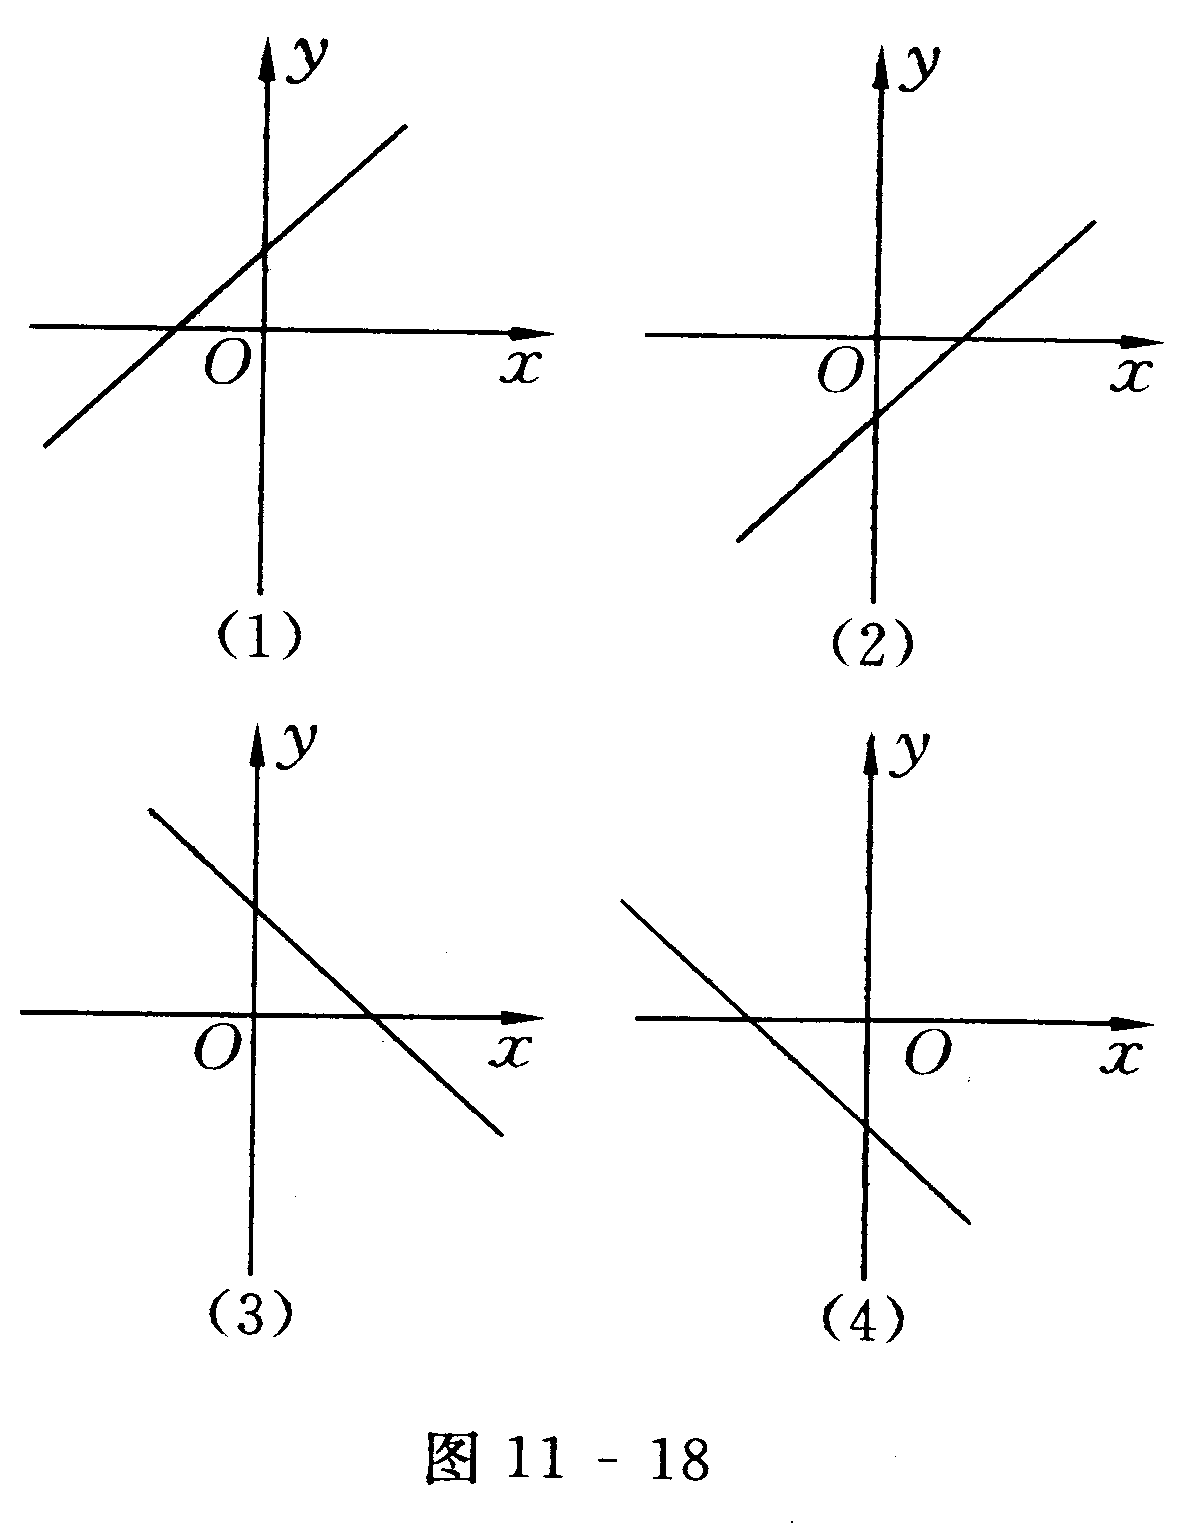 y y
O x O x
(1) (2)
y y
O x O x
(3) (4)
图 11 - 18